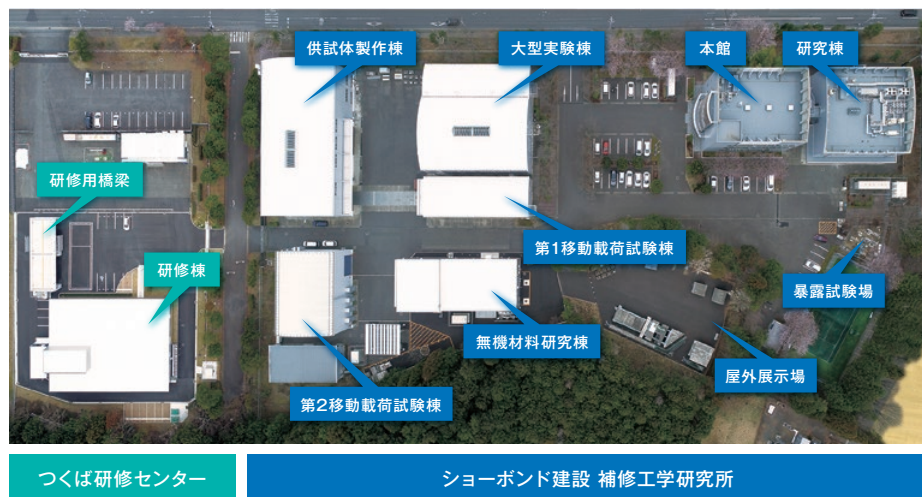 供試体製作棟
大型実験棟
本館
研究棟
研修用橋梁
研修棟
第1移動載荷試験棟
暴露試験場
無機材料研究棟
屋外展示場
第2移動載荷試験棟
つくば研修センター
ショーボンド建設 補修工学研究所